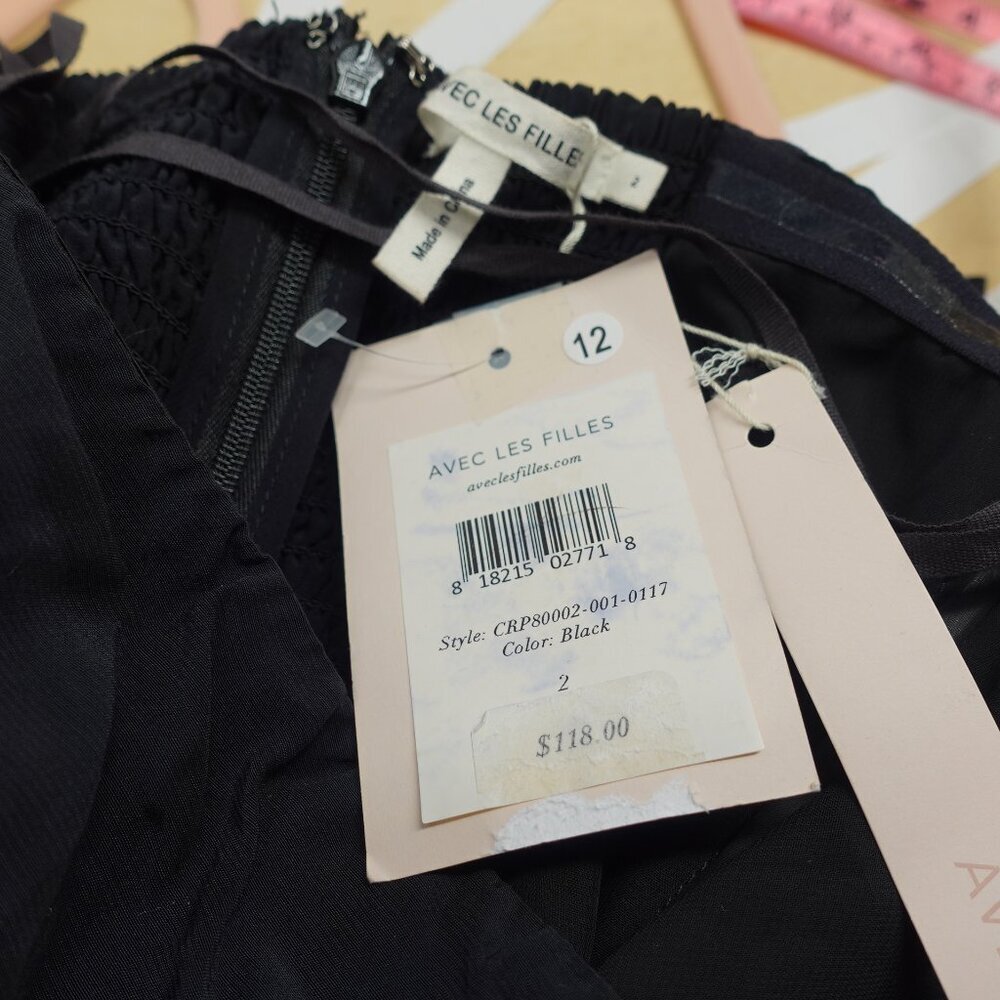 AVEC LES FILLES
2
Made in China
12
AVEC LES FILLES
aveclesfilles.com
8 18215 02771 8
Style: CRP80002-001-0117
Color: Black
2
$118.00
AV